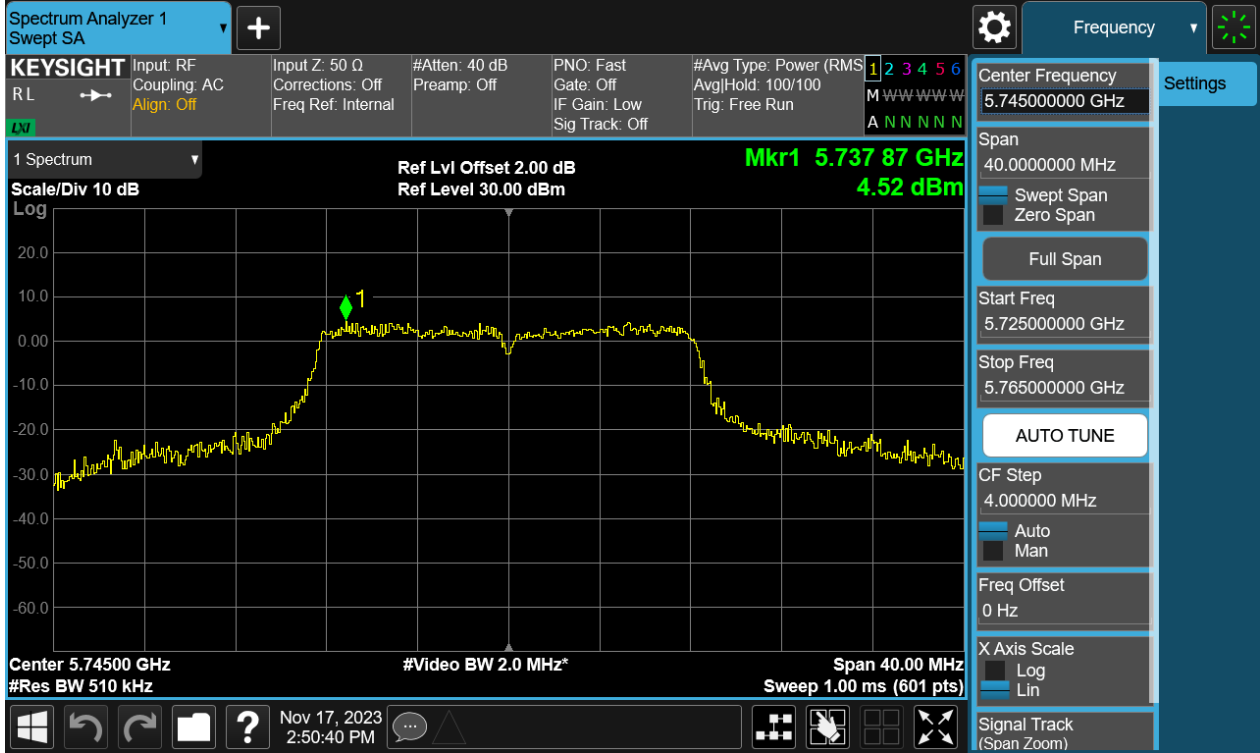 Spectrum Analyzer 1
Swept SA
+
Frequency
KEYSIGHT
RL
LXI
Input: RF
Coupling: AC
Align: Off
Input Z: 50 Ω
Corrections: Off
Freq Ref: Internal
#Atten: 40 dB
Preamp: Off
PNO: Fast
Gate: Off
IF Gain: Low
Sig Track: Off
#Avg Type: Power (RMS
Avg|Hold: 100/100
Trig: Free Run
1 2 3 4 5 6
M W W W W W
A N N N N N
1 Spectrum
Scale/Div 10 dB
Log
Ref Lvl Offset 2.00 dB
Ref Level 30.00 dBm
Mkr1 5.737 87 GHz
4.52 dBm
20.0
10.0
0.00
-10.0
-20.0
-30.0
-40.0
-50.0
-60.0
1
Center 5.74500 GHz
#Res BW 510 kHz
#Video BW 2.0 MHz*
Span 40.00 MHz
Sweep 1.00 ms (601 pts)
?
Nov 17, 2023
2:50:40 PM
Center Frequency
5.745000000 GHz
Span
40.0000000 MHz
Swept Span
Zero Span
Full Span
Start Freq
5.725000000 GHz
Stop Freq
5.765000000 GHz
AUTO TUNE
CF Step
4.000000 MHz
Auto
Man
Freq Offset
0 Hz
X Axis Scale
Log
Lin
Signal Track
(Span Zoom)
Settings